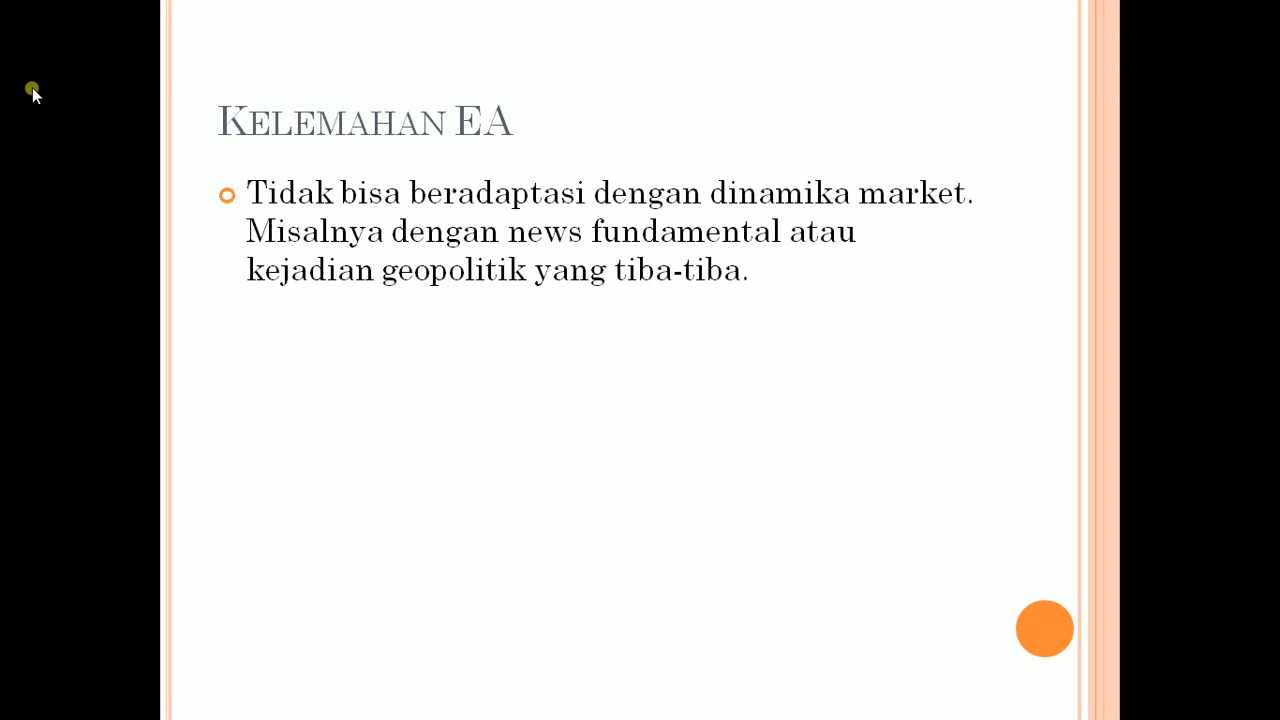 KELEMAHAN EA
Tidak bisa beradaptasi dengan dinamika market.
Misalnya dengan news fundamental atau
kejadian geopolitik yang tiba-tiba.